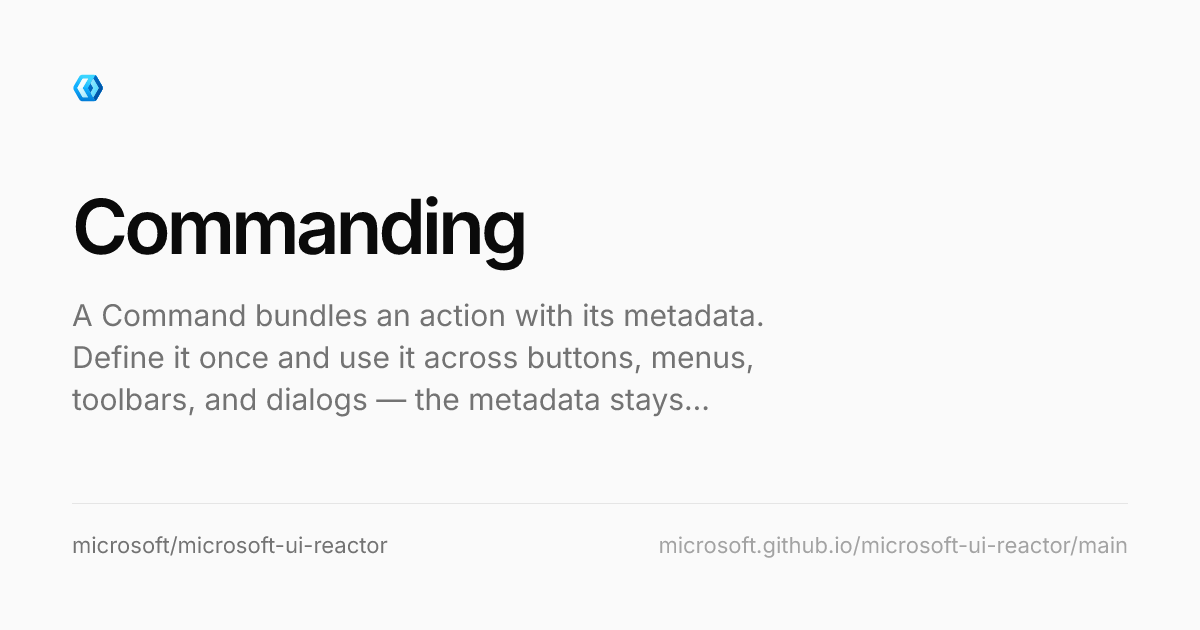 Commanding
A Command bundles an action with its metadata.
Define it once and use it across buttons, menus,
toolbars, and dialogs — the metadata stays...
microsoft/microsoft-ui-reactor
microsoft.github.io/microsoft-ui-reactor/main